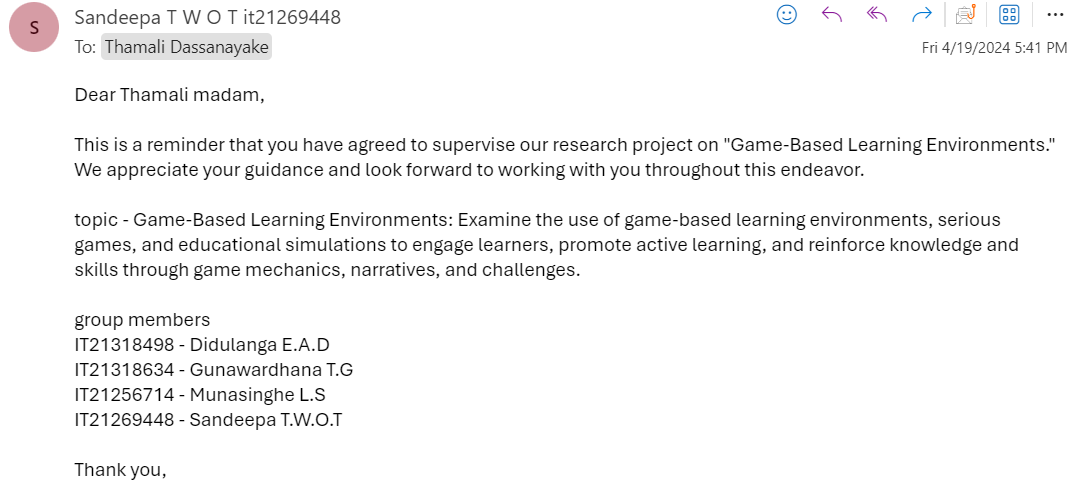 S
Sandeepa T W O T it21269448
To: Thamali Dassanayake
Fri 4/19/2024 5:41 PM
Dear Thamali madam,
This is a reminder that you have agreed to supervise our research project on "Game-Based Learning Environments."
We appreciate your guidance and look forward to working with you throughout this endeavor.
topic - Game-Based Learning Environments: Examine the use of game-based learning environments, serious
games, and educational simulations to engage learners, promote active learning, and reinforce knowledge and
skills through game mechanics, narratives, and challenges.
group members
IT21318498 - Didulanga E.A.D
IT21318634 - Gunawardhana T.G
IT21256714 - Munasinghe L.S
IT21269448 - Sandeepa T.W.O.T
Thank you,